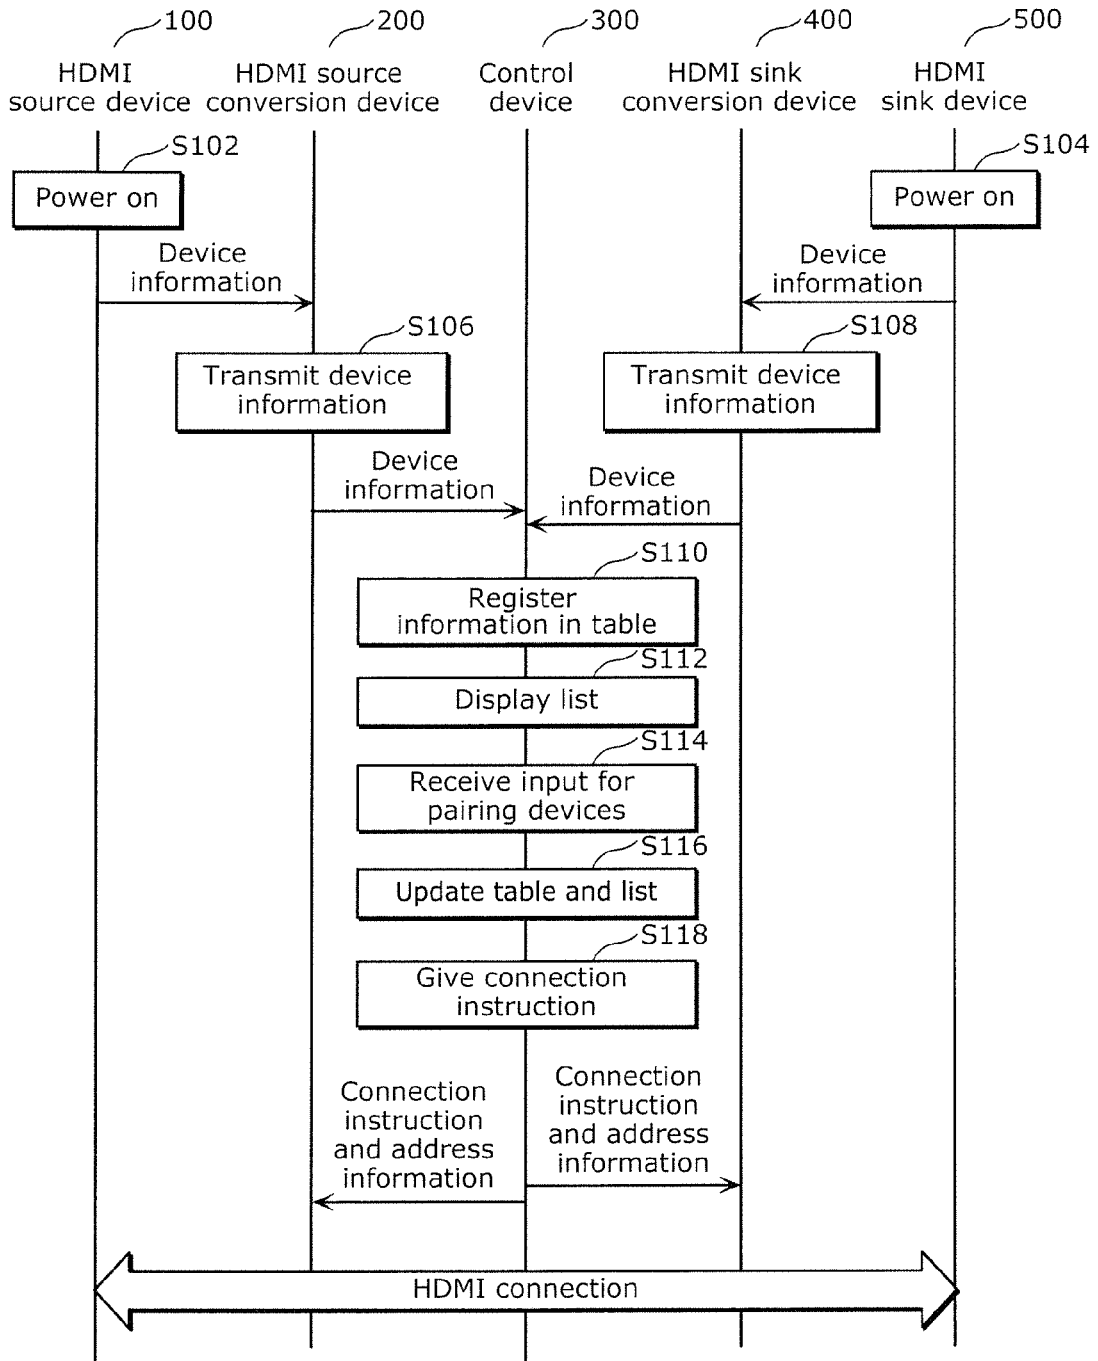 100
200
300
400
500
HDMI
source device
HDMI source
conversion device
Control
device
HDMI sink
conversion device
HDMI
sink device
S102
S104
Power on
Power on
Device
information
Device
information
S106
S108
Transmit device
information
Transmit device
information
Device
information
Device
information
S110
Register
information in table
S112
Display list
S114
Receive input for
pairing devices
S116
Update table and list
S118
Give connection
instruction
Connection
instruction
and address
information
Connection
instruction
and address
information
HDMI connection